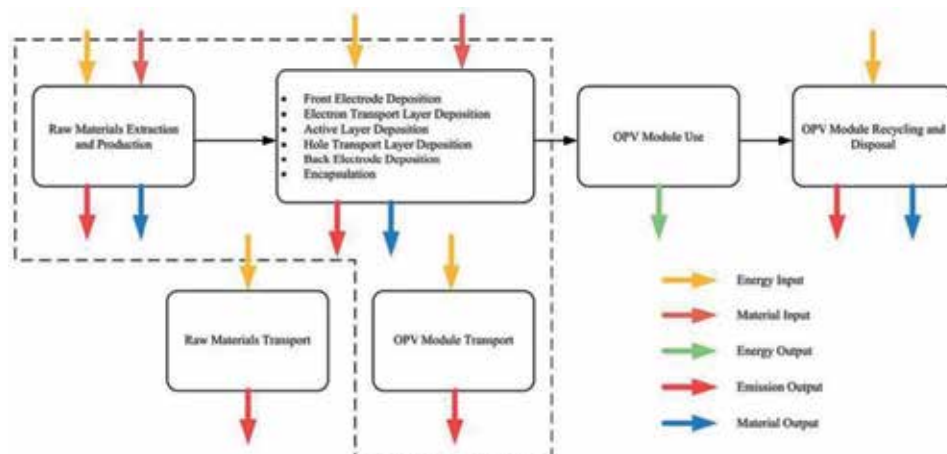 Raw Materials Extraction
and Production
• Front Electrode Deposition
• Electron Transport Layer Deposition
• Active Layer Deposition
• Hole Transport Layer Deposition
• Back Electrode Deposition
• Encapsulation
OPV Module Use
OPV Module Recycling and
Disposal
Raw Materials Transport
OPV Module Transport
Energy Input
Material Input
Energy Output
Emission Output
Material Output